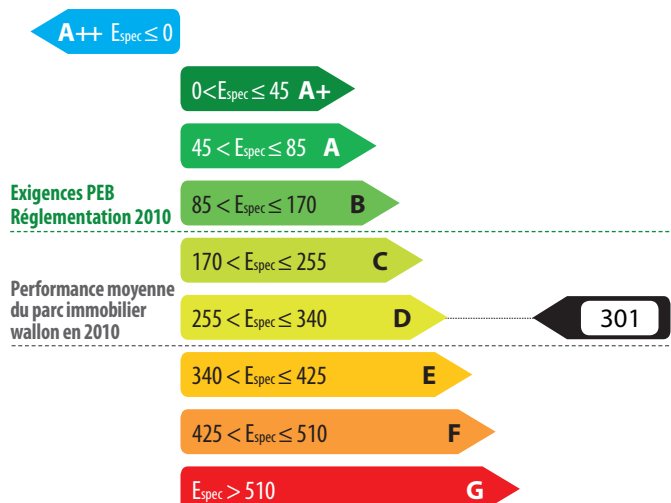 A++ Espec ≤ 0
0<Espec ≤ 45 A+
45 < Espec ≤ 85 A
Exigences PEB
Réglementation 2010
85 < Espec ≤ 170 B
170 < Espec ≤ 255 C
Performance moyenne
du parc immobilier
wallon en 2010
255 < Espec ≤ 340 D
301
340 < Espec ≤ 425 E
425 < Espec ≤ 510 F
Espec > 510 G